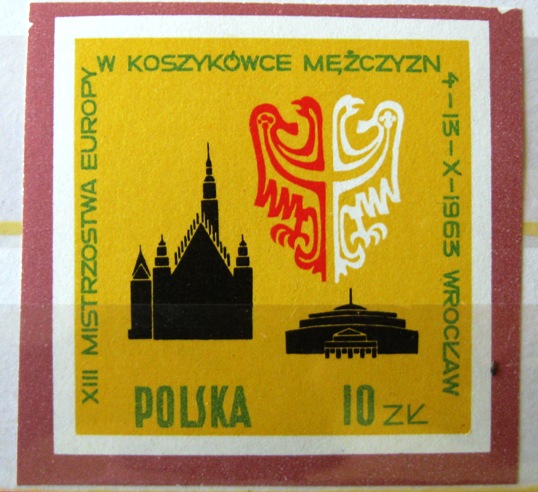 XIII MISTRZOSTWA EUROPY
W KOSZYKÓWCE MĘŻCZYZN
4-13-X-1963 WROCŁAW
POLSKA
10 ZŁ